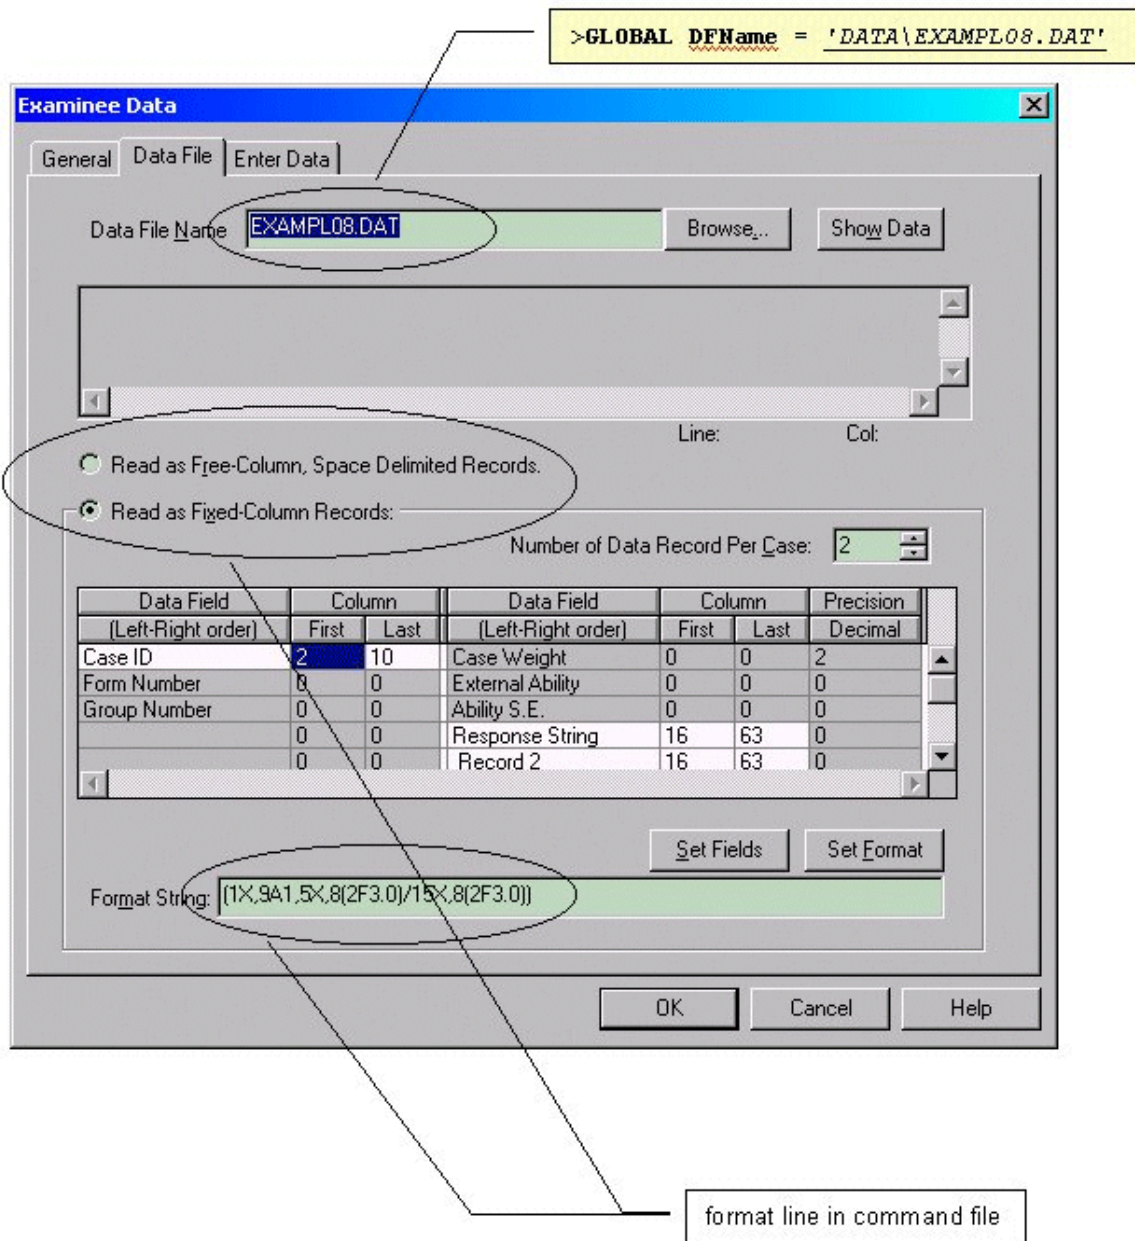 >GLOBAL DFName = 'DATA\EXAMPL08.DAT'
Examinee Data
General Data File Enter Data
Data File Name EXAMPL08.DAT Browse... Show Data
Line: Col:
Read as Free-Column, Space Delimited Records.
Read as Fixed-Column Records:
Number of Data Record Per Case: 2
Data Field Column Data Field Column Precision
(Left-Right order) First Last (Left-Right order) First Last Decimal
Case ID 2 10 Case Weight 0 0 2
Form Number 0 0 External Ability 0 0 0
Group Number 0 0 Ability S.E. 0 0 0
0 0 Response String 16 63 0
0 0 Record 2 16 63 0
Set Fields Set Format
Format String: (1X,9A1,5X,8(2F3.0)/15X,8(2F3.0))
OK Cancel Help
format line in command file